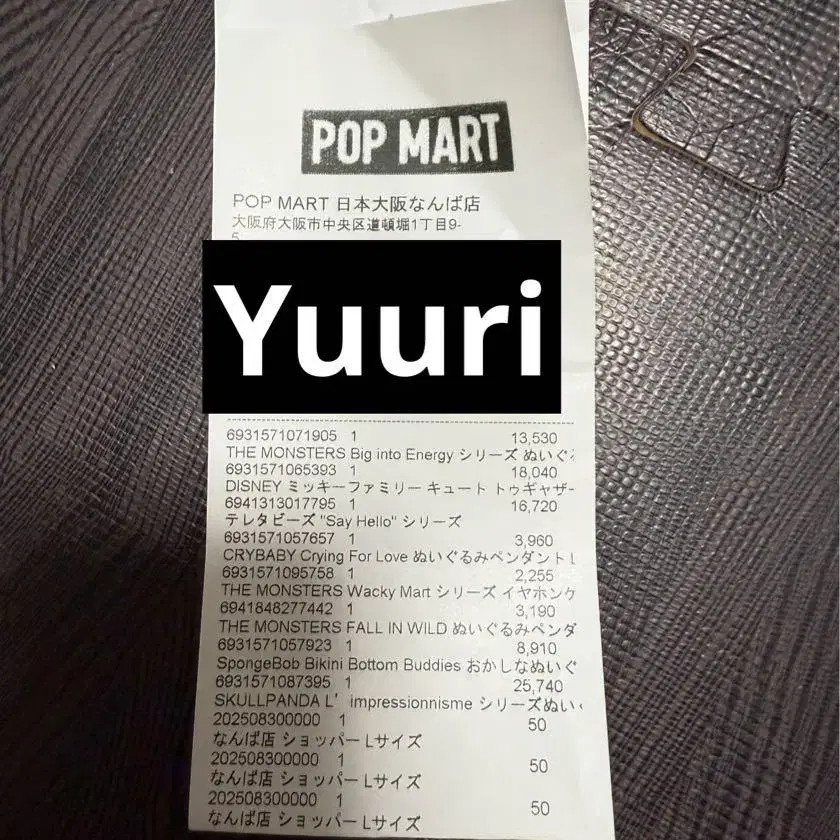 POP MART
POP MART 日本大阪なんば店
大阪府大阪市中央区道頓堀1丁目9-
5
Yuuri
6931571071905 1 13,530
THE MONSTERS Big into Energy シリーズ ぬいぐ
6931571065393 1 18,040
DISNEY ミッキーファミリー キュート トゥギャザー
6941313017795 1 16,720
テレタビーズ "Say Hello" シリーズ
6931571057657 1 3,960
CRYBABY Crying For Love ぬいぐるみペンダント L
6931571095758 1 2,255
THE MONSTERS Wacky Mart シリーズ イヤホンケ
6941848277442 1 3,190
THE MONSTERS FALL IN WILD ぬいぐるみペンダ
6931571057923 1 8,910
SpongeBob Bikini Bottom Buddies おかしなぬいぐ
6931571087395 1 25,740
SKULLPANDA L' impressionnisme シリーズぬい
202508300000 1 50
なんば店 ショッパー Lサイズ
202508300000 1 50
なんば店 ショッパー Lサイズ
202508300000 1 50
なんば店 ショッパー Lサイズ